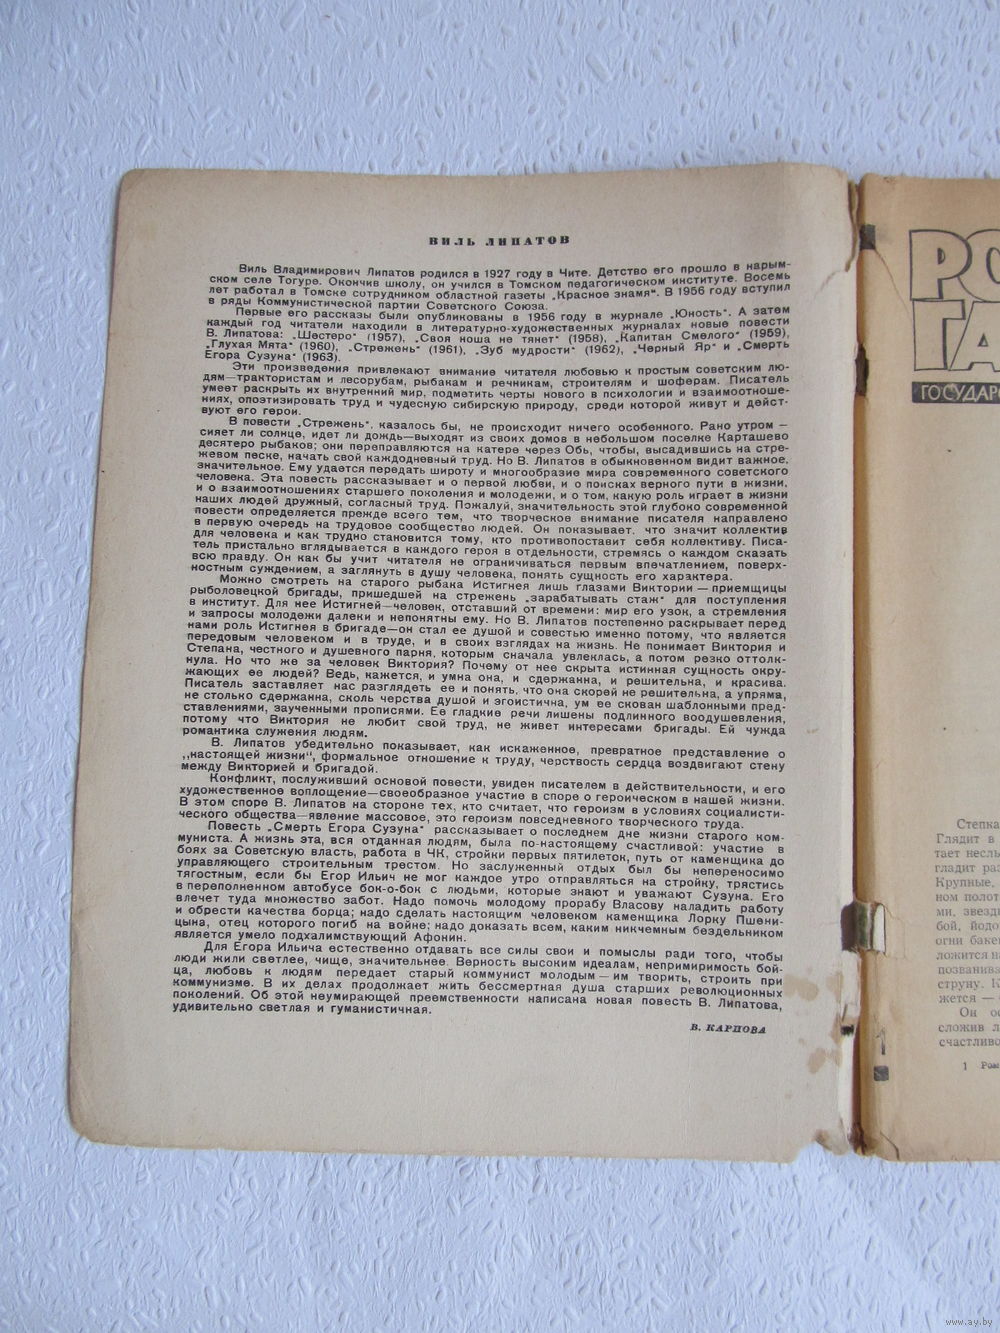 ВИЛЬ ЛИПАТОВ
Виль Владимирович Липатов родился в 1927 году в Чите. Детство его прошло в нарым-
ском селе Тогуре. Окончив школу, он учился в Томском педагогическом институте. Восемь
лет работал в Томске сотрудником областной газеты „Красное знамя“. В 1956 году вступил
в ряды Коммунистической партии Советского Союза.
Первые его рассказы были опубликованы в 1956 году в журнале „Юность“. А затем
каждый год читатели находили в литературно-художественных журналах новые повести
В. Липатова: „Шестеро“ (1957), „Своя ноша не тянет“ (1958), „Капитан Смелого“ (1959),
„Глухая Мята“ (1960), „Стрежень“ (1961), „Зуб мудрости“ (1962), „Черный Яр“ и „Смерть
Егора Сузуна“ (1963).
Эти произведения привлекают внимание читателя любовью к простым советским лю-
дям—трактористам и лесорубам, рыбакам и речникам, строителям и шоферам. Писатель
умеет раскрыть их внутренний мир, подметить черты нового в психологии и взаимоотноше-
ниях, опоэтизировать труд и чудесную сибирскую природу, среди которой живут и дейст-
вуют его герои.
В повести „Стрежень“, казалось бы, не происходит ничего особенного. Рано утром —
сияет ли солнце, идет ли дождь—выходят из своих домов в небольшом поселке Карташево
десятеро рыбаков; они переправляются на катере через Обь, чтобы, высадившись на стре-
жевом песке, начать свой каждодневный труд. Но В. Липатов в обыкновенном видит важное,
значительное. Ему удается передать широту и многообразие мира современного советского
человека. Эта повесть рассказывает и о первой любви, и о поисках верного пути в жизни,
и о взаимоотношениях старшего поколения и молодежи, и о том, какую роль играет в жизни
наших людей дружный, согласный труд. Пожалуй, значительность этой глубоко современной
повести определяется прежде всего тем, что творческое внимание писателя направлено
в первую очередь на трудовое сообщество людей. Он показывает, что значит коллектив
для человека и как трудно становится тому, кто противопоставит себя коллективу. Писа-
тель пристально вглядывается в каждого героя в отдельности, стремясь о каждом сказать
всю правду. Он как бы учит читателя не ограничиваться первым впечатлением, поверх-
ностным суждением, а заглянуть в душу человека, понять сущность его характера.
Можно смотреть на старого рыбака Истигнея лишь глазами Виктории — приемщицы
рыболовецкой бригады, пришедшей на стрежень „зарабатывать стаж“ для поступления
в институт. Для нее Истигней—человек, отставший от времени: мир его узок, а стремления
и запросы молодежи далеки и непонятны ему. Но В. Липатов постепенно раскрывает перед
нами роль Истигнея в бригаде—он стал ее душой и совестью именно потому, что является
передовым человеком и в труде, и в своих взглядах на жизнь. Не понимает Виктория и
Степана, честного и душевного парня, которым сначала увлеклась, а потом резко оттолк-
нула. Но что же за человек Виктория? Почему от нее скрыта истинная сущность окру-
жающих ее людей? Ведь, кажется, и умна она, и сдержанна, и решительна, и красива.
Писатель заставляет нас разглядеть ее и понять, что она скорей не решительна, а упряма,
не столько сдержанна, сколь черства душой и эгоистична, ум ее скован шаблонными пред-
ставлениями, заученными прописями. Ее гладкие речи лишены подлинного воодушевления,
потому что Виктория не любит свой труд, не живет интересами бригады. Ей чужда
романтика служения людям.
В. Липатов убедительно показывает, как искаженное, превратное представление о
„настоящей жизни“, формальное отношение к труду, черствость сердца воздвигают стену
между Викторией и бригадой.
Конфликт, послуживший основой повести, увиден писателем в действительности, и его
художественное воплощение—своеобразное участие в споре о героическом в нашей жизни.
В этом споре В. Липатов на стороне тех, кто считает, что героизм в условиях социалисти-
ческого общества—явление массовое, это героизм повседневного творческого труда.
Повесть „Смерть Егора Сузуна“ рассказывает о последнем дне жизни старого ком-
муниста. А жизнь эта, вся отданная людям, была по-настоящему счастливой: участие в
боях за Советскую власть, работа в ЧК, стройки первых пятилеток, путь от каменщика до
управляющего строительным трестом. Но заслуженный отдых был бы непереносимо
тягостным, если бы Егор Ильич не мог каждое утро отправляться на стройку, трястись
в переполненном автобусе бок-о-бок с людьми, которые знают и уважают Сузуна. Его
влечет туда множество забот. Надо помочь молодому прорабу Власову наладить работу
и обрести качества борца; надо сделать настоящим человеком каменщика Лорку Пшени-
цына, отец которого погиб на войне; надо доказать всем, каким никчемным бездельником
является умело подхалимствующий Афонин.
Для Егора Ильича естественно отдавать все силы свои и помыслы ради того, чтобы
люди жили светлее, чище, значительнее. Верность высоким идеалам, непримиримость бой-
ца, любовь к людям передает старый коммунист молодым — им творить, строить при
коммунизме. В их делах продолжает жить бессмертная душа старших революционных
поколений. Об этой неумирающей преемственности написана новая повесть В. Липатова,
удивительно светлая и гуманистичная.
В. КАРПОВА
РО
ГА
ГОСУДАР
Степка
Глядит в
тает неслы
гладит раз
Крупные,
ном полот
ми, звезд
бой, йодо
огни баке
ложится на
позванива
струну. К
жется —
Он ос
сложив л
счастливо
1 Ром
www.ay.by